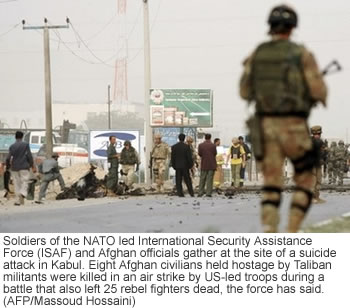 Soldiers of the NATO led International Security Assistance
Force (ISAF) and Afghan officials gather at the site of a suicide
attack in Kabul. Eight Afghan civilians held hostage by Taliban
militants were killed in an air strike by US-led troops during a
battle that also left 25 rebel fighters dead, the force has said.
(AFP/Massoud Hossaini)